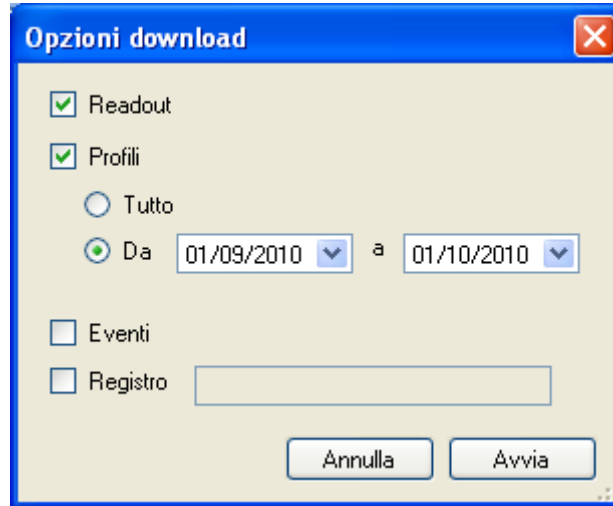 Opzioni download
Readout
Profili
Tutto
Da 01/09/2010 a 01/10/2010
Eventi
Registro
Annulla Avvia